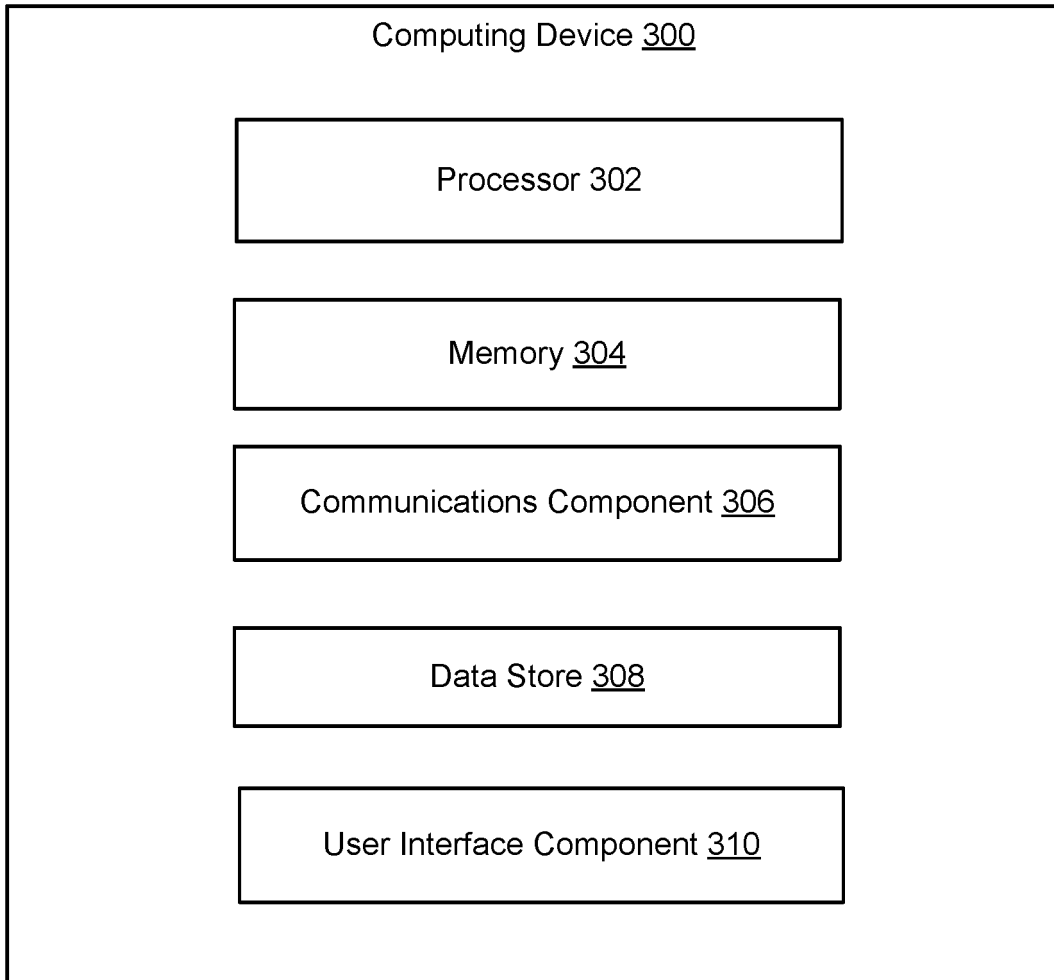 Computing Device 300
Processor 302
Memory 304
Communications Component 306
Data Store 308
User Interface Component 310